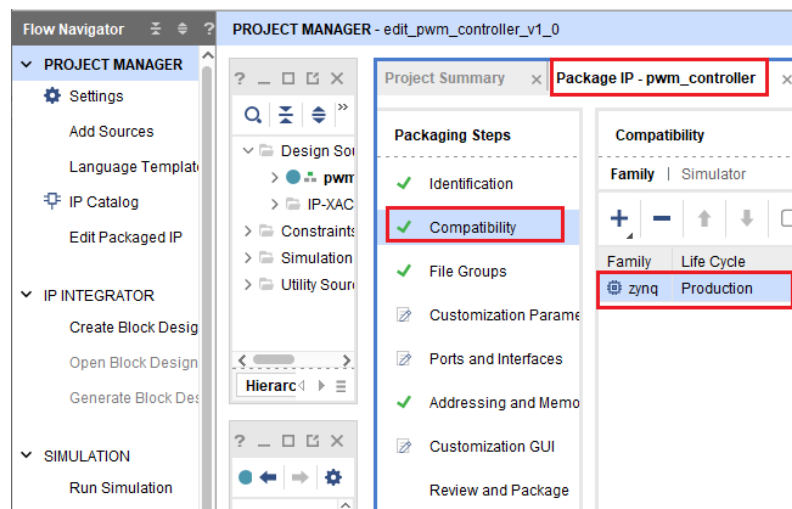 Flow Navigator
?
PROJECT MANAGER - edit_pwm_controller_v1_0
PROJECT MANAGER
Settings
Add Sources
Language Templat
IP Catalog
Edit Packaged IP
IP INTEGRATOR
Create Block Desig
Open Block Design
Generate Block Des
SIMULATION
Run Simulation
?
Design Sou
pwm
IP-XAC
Constraints
Simulation
Utility Sour
Hierarc
?
Project Summary
Package IP - pwm_controller
Packaging Steps
Identification
Compatibility
File Groups
Customization Parame
Ports and Interfaces
Addressing and Memo
Customization GUI
Review and Package
Compatibility
Family | Simulator
Family Life Cycle
zynq Production